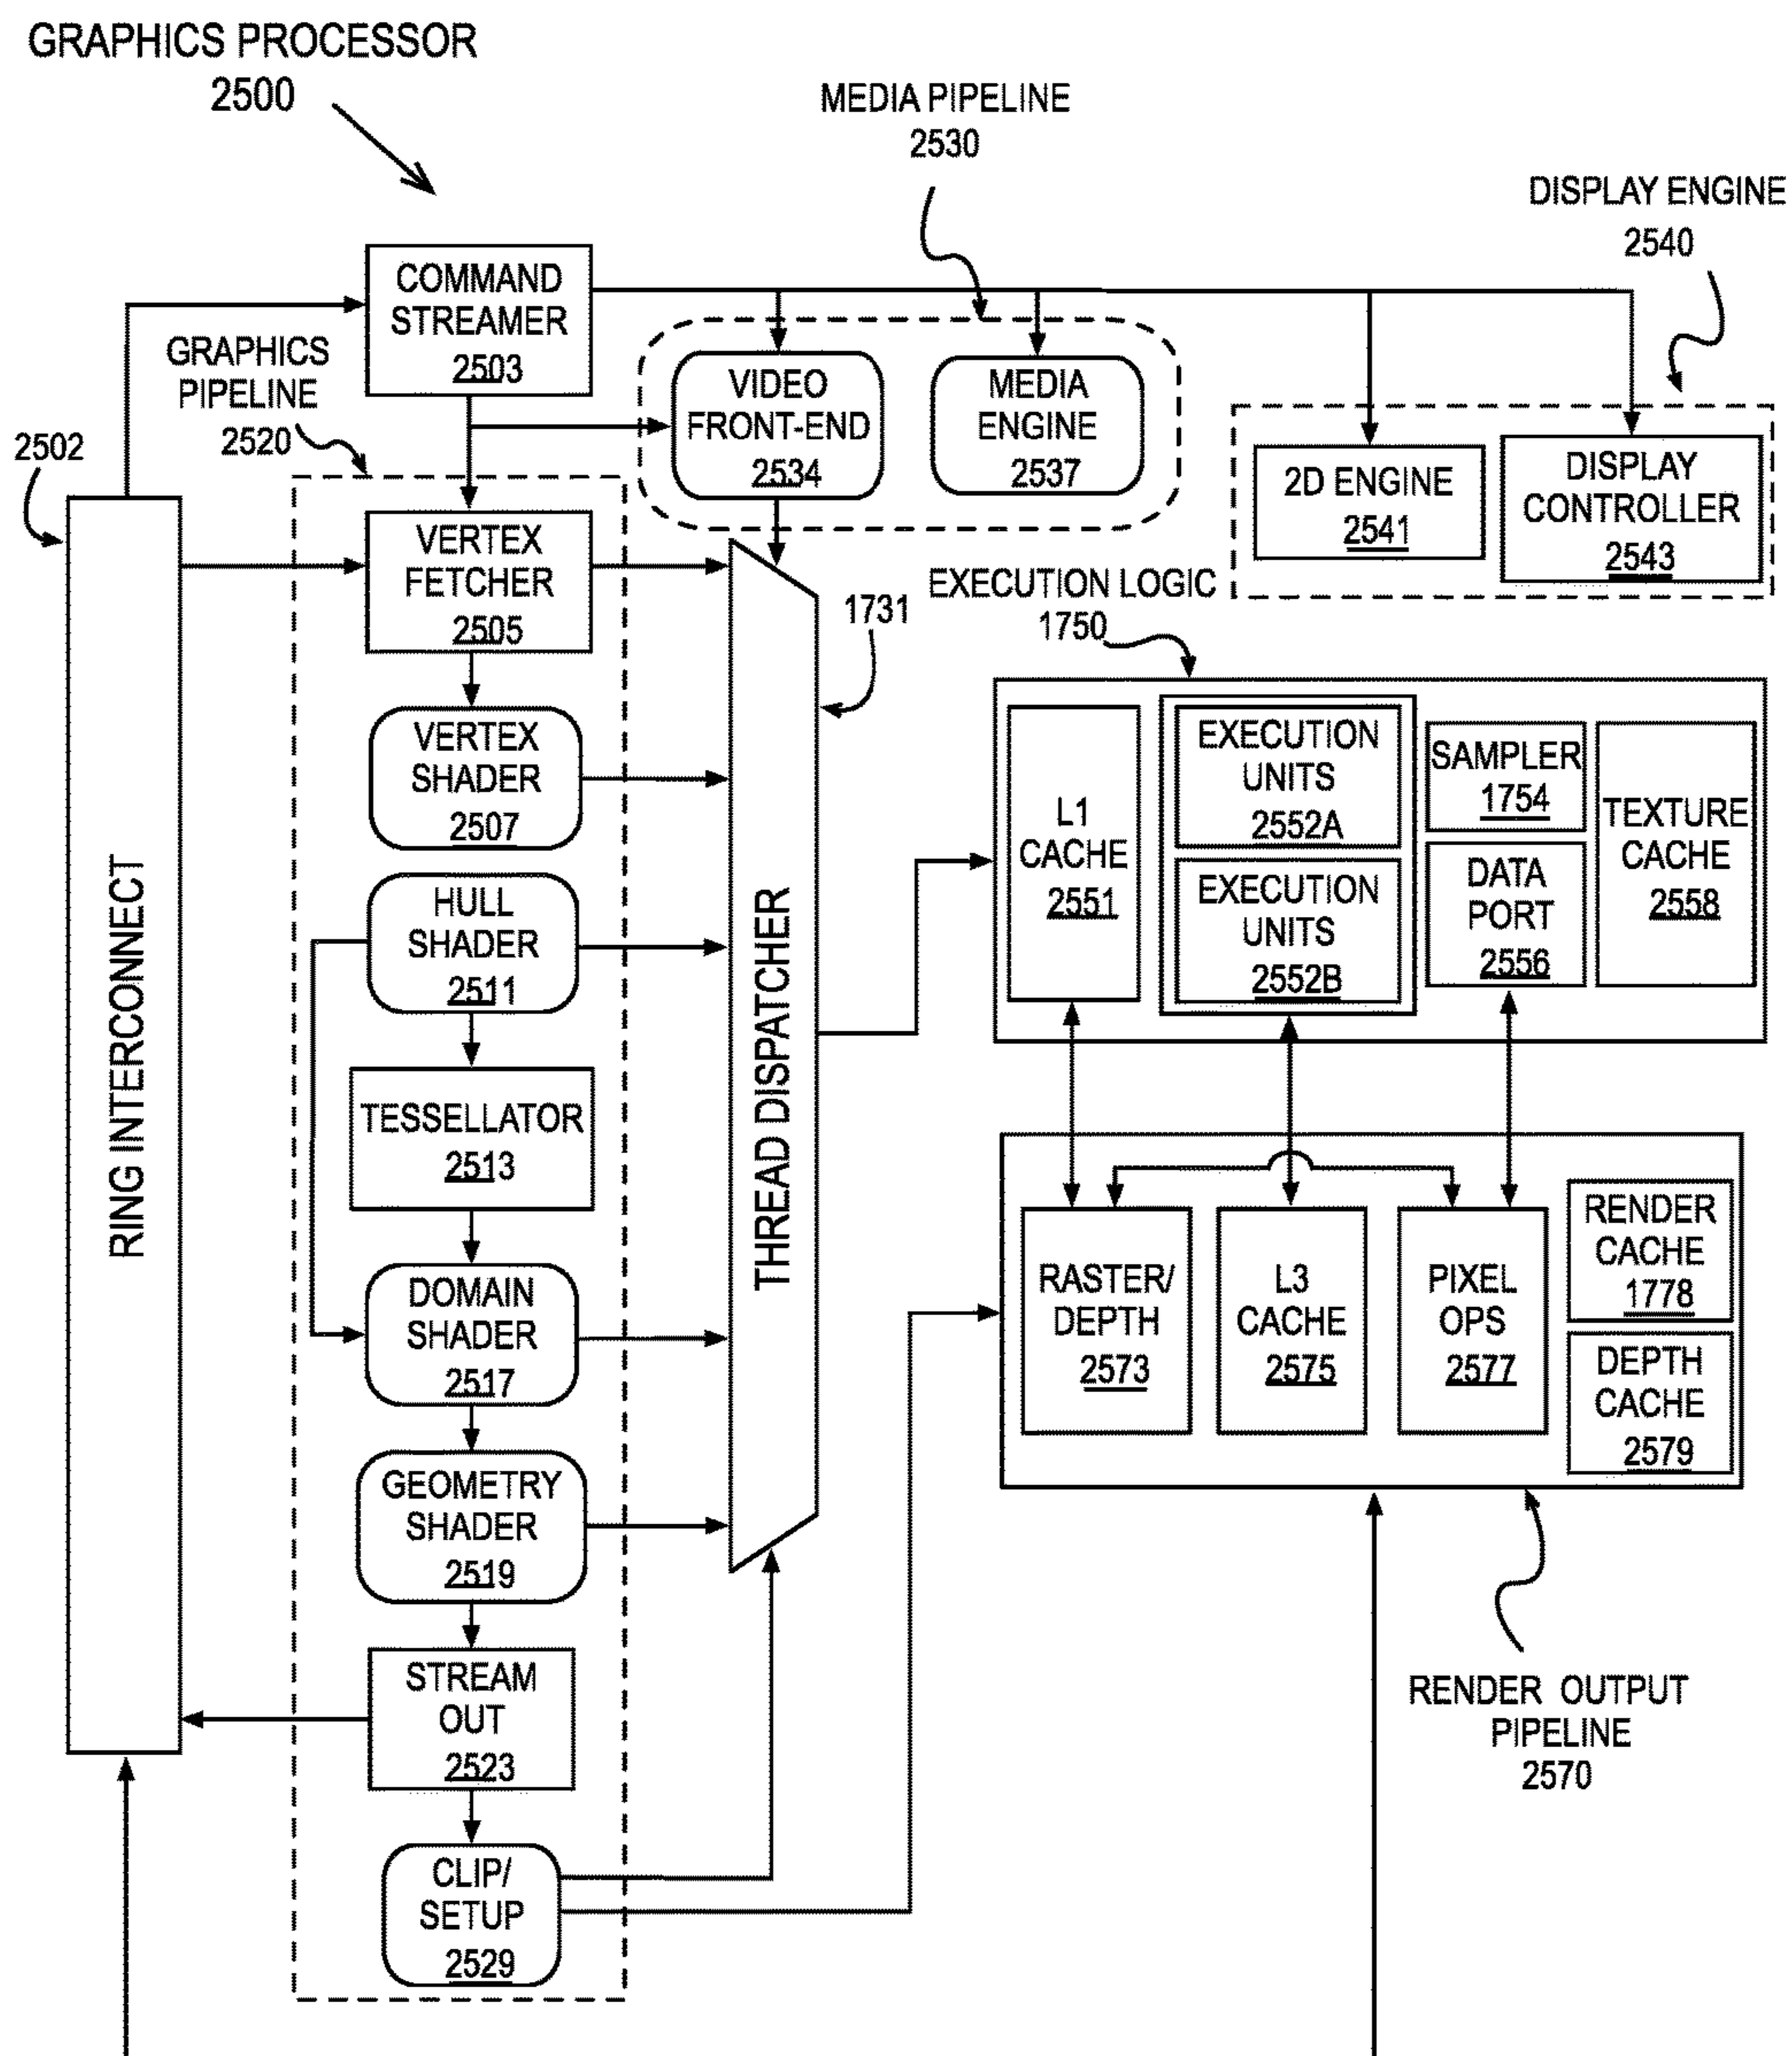 GRAPHICS PROCESSOR
2500
MEDIA PIPELINE
2530
DISPLAY ENGINE
2540
COMMAND
STREAMER
2503
GRAPHICS
PIPELINE
2520
VIDEO
FRONT-END
2534
MEDIA
ENGINE
2537
2D ENGINE
2541
DISPLAY
CONTROLLER
2543
2502
RING INTERCONNECT
VERTEX
FETCHER
2505
VERTEX
SHADER
2507
HULL
SHADER
2511
TESSELLATOR
2513
DOMAIN
SHADER
2517
GEOMETRY
SHADER
2519
STREAM
OUT
2523
CLIP/
SETUP
2529
THREAD DISPATCHER
1731
EXECUTION LOGIC
1750
L1
CACHE
2551
EXECUTION
UNITS
2552A
EXECUTION
UNITS
2552B
SAMPLER
1754
DATA
PORT
2556
TEXTURE
CACHE
2558
RASTER/
DEPTH
2573
L3
CACHE
2575
PIXEL
OPS
2577
RENDER
CACHE
1778
DEPTH
CACHE
2579
RENDER OUTPUT
PIPELINE
2570